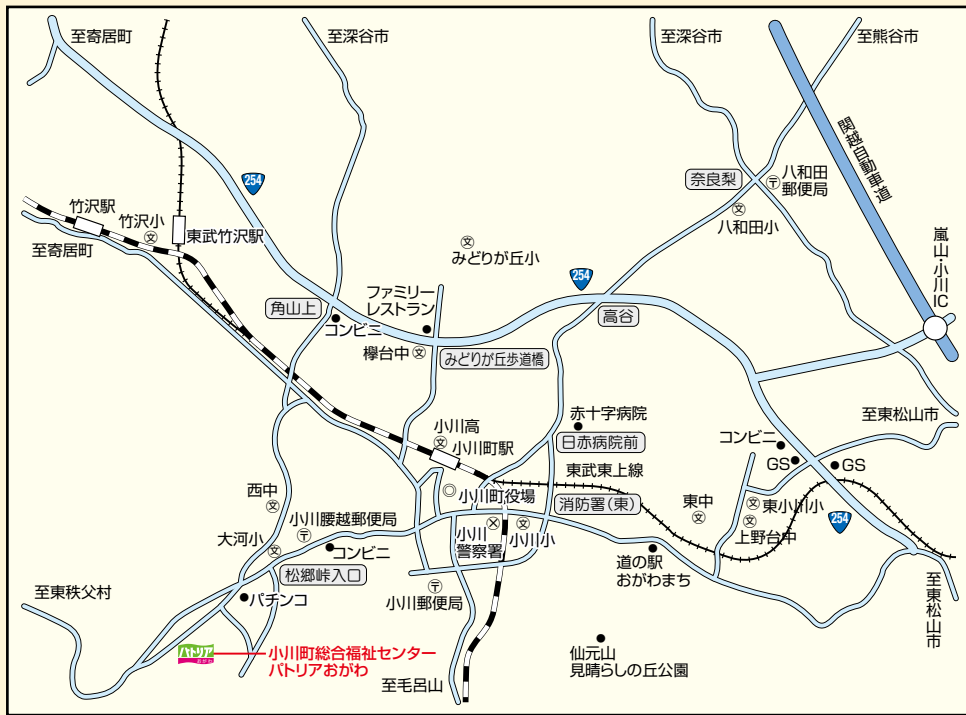 至寄居町
至深谷市
至深谷市
至熊谷市
関越自動車道
254
奈良梨
八和田
郵便局
竹沢駅
竹沢小
東武竹沢駅
八和田小
至寄居町
みどりが丘小
嵐山・小川IC
254
角山上
ファミリー
レストラン
高谷
コンビニ
欅台中
みどりが丘歩道橋
赤十字病院
至東松山市
小川高
小川町駅
日赤病院前
コンビニ
GS
GS
東武東上線
西中
小川町役場
消防署(東)
東中
東小川小
254
小川腰越郵便局
小川
警察署
小川小
上野台中
大河小
コンビニ
松郷峠入口
道の駅
おがわまち
至東秩父村
パチンコ
小川郵便局
至東松山市
パトリア
おがわ
小川町総合福祉センター
パトリアおがわ
仙元山
見晴らしの丘公園
至毛呂山